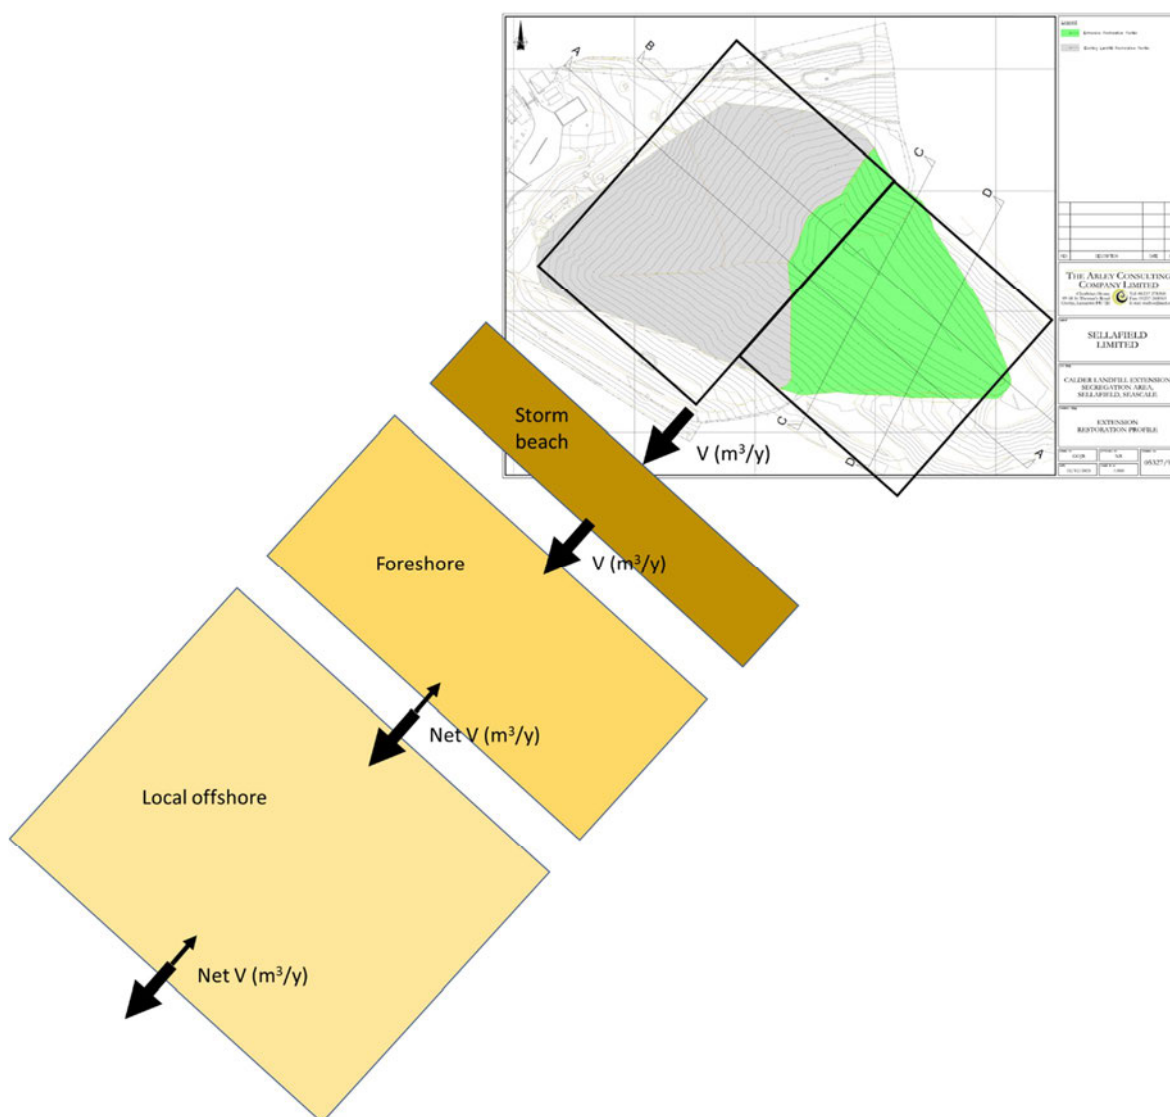 A
B
C
D
THE ARLEY CONSULTING
COMPANY LIMITED
SELLAFIELD
LIMITED
CALDER LANDFILL EXTENSION
SEGREGATION AREA,
SELLAFIELD, SEASCALE
EXTENSION
RESTORATION PROFILE
C
D
A
Storm
beach
V (m³/y)
V (m³/y)
Foreshore
Net V (m³/y)
Local offshore
Net V (m³/y)